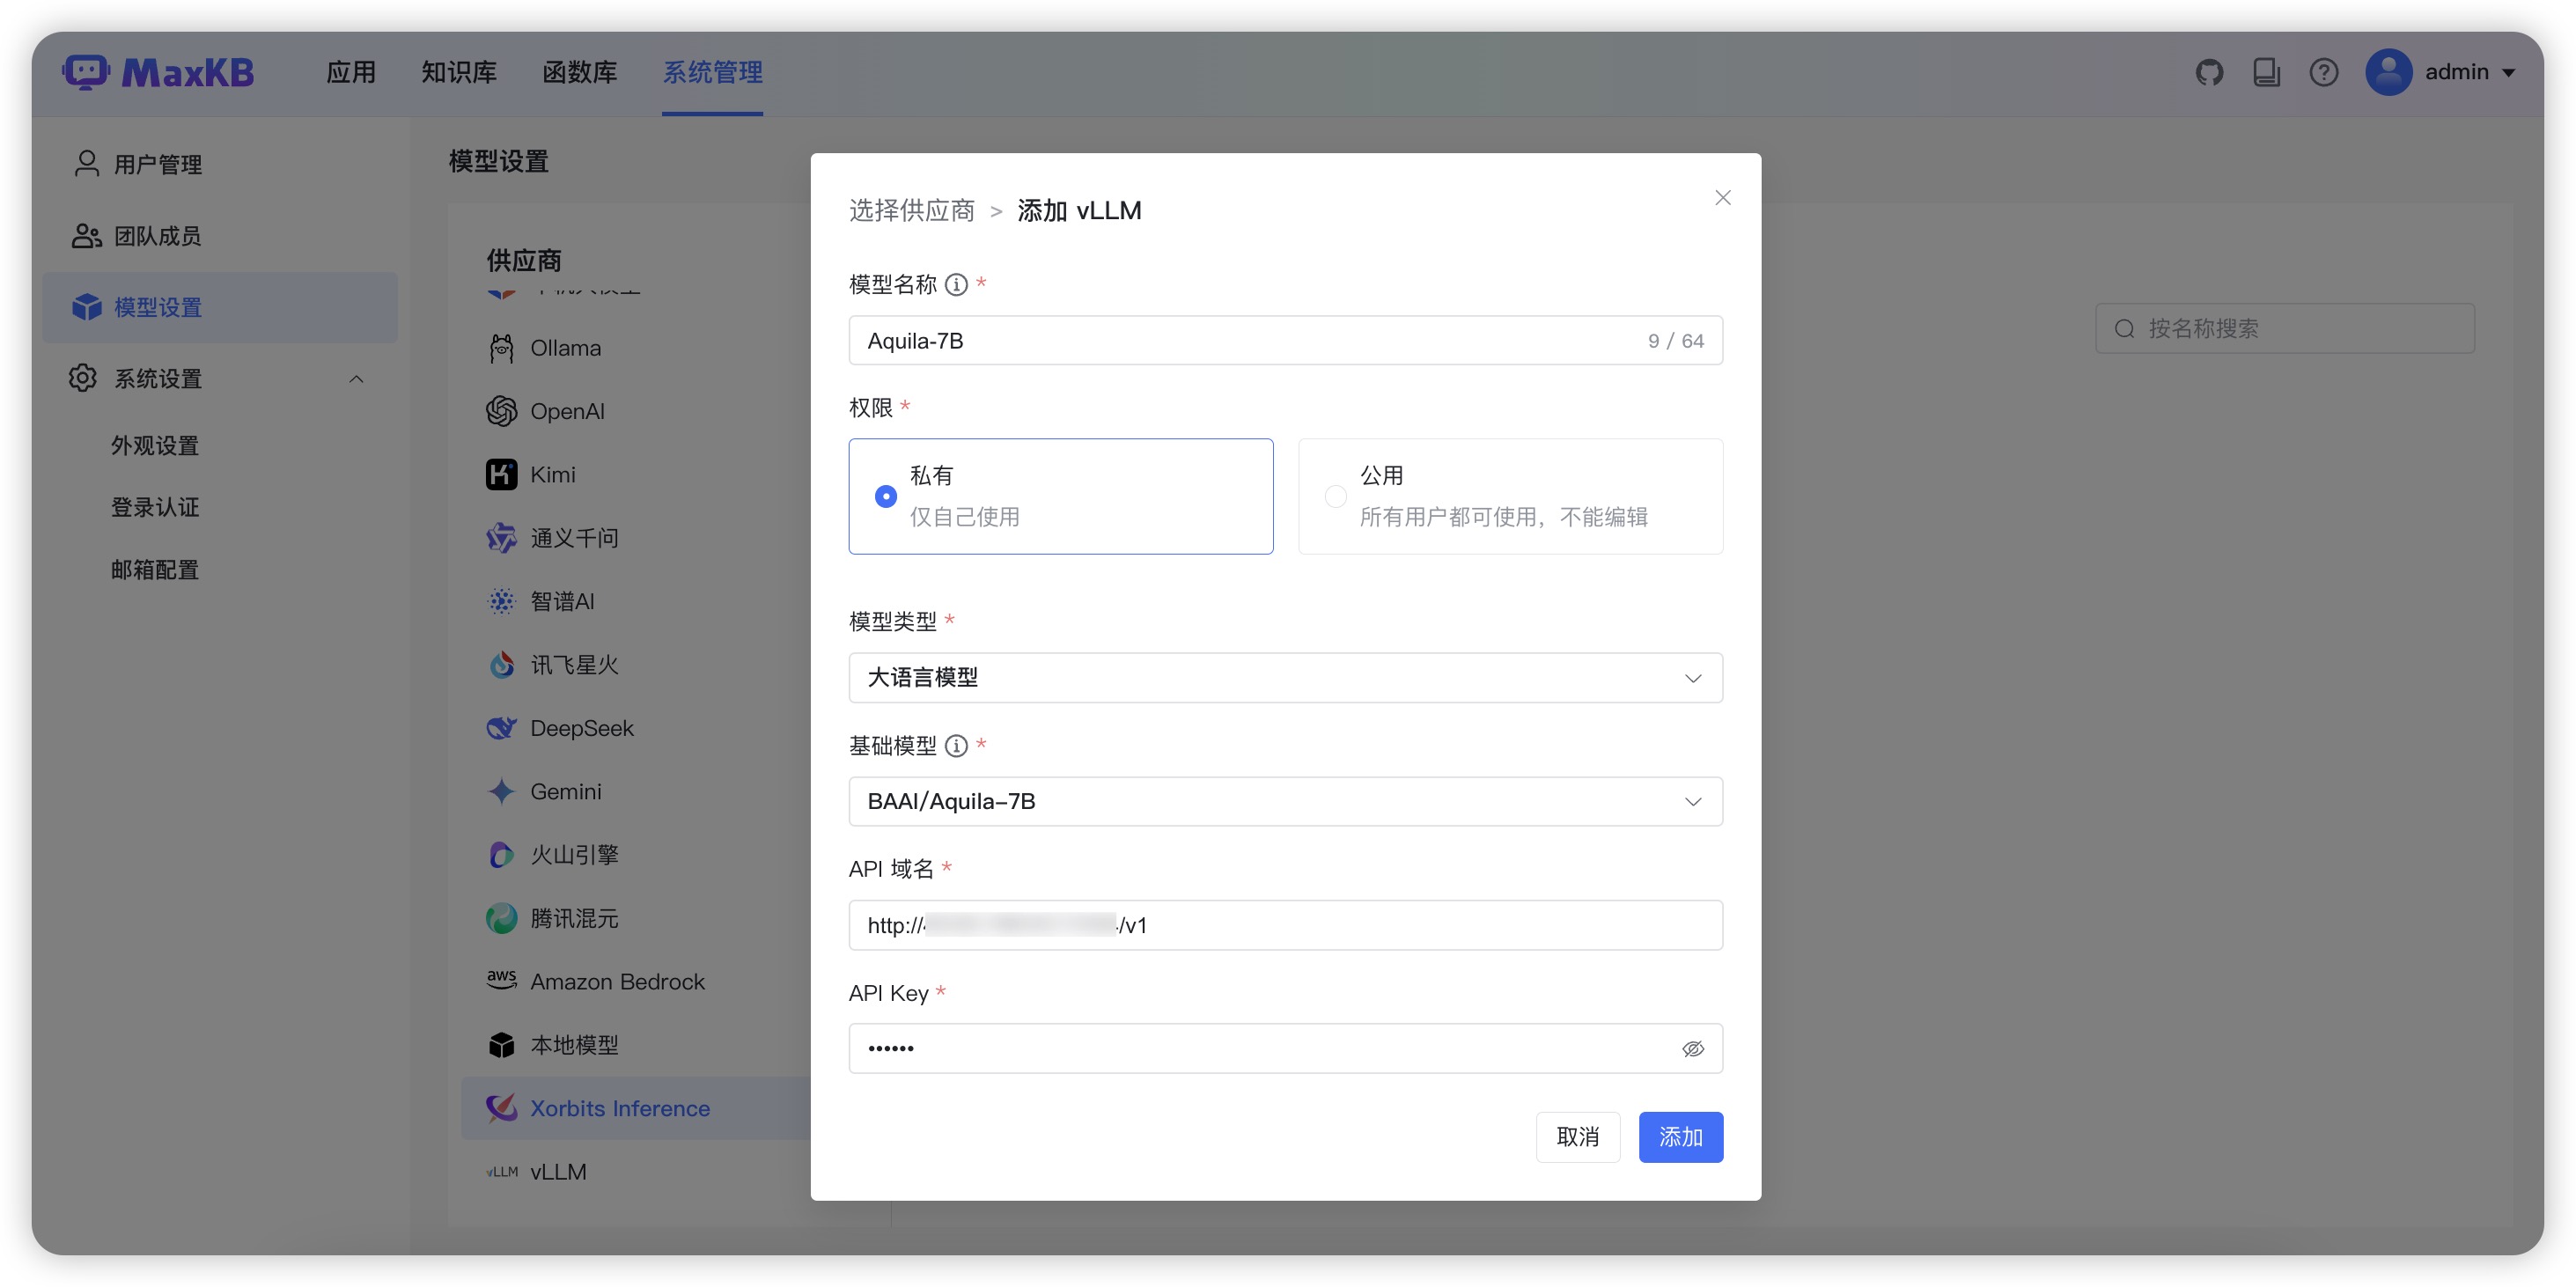 MaxKB
应用
知识库
函数库
系统管理
admin
用户管理
团队成员
模型设置
系统设置
外观设置
登录认证
邮箱配置
模型设置
供应商
Ollama
OpenAI
Kimi
通义千问
智谱AI
讯飞星火
DeepSeek
Gemini
火山引擎
腾讯混元
aws Amazon Bedrock
本地模型
Xorbits Inference
vLLM vLLM
按名称搜索
选择供应商 > 添加 vLLM
模型名称 *
Aquila-7B 9 / 64
权限 *
私有
仅自己使用
公用
所有用户都可使用，不能编辑
模型类型 *
大语言模型
基础模型 *
BAAI/Aquila-7B
API 域名 *
http:// /v1
API Key *
••••••
取消
添加